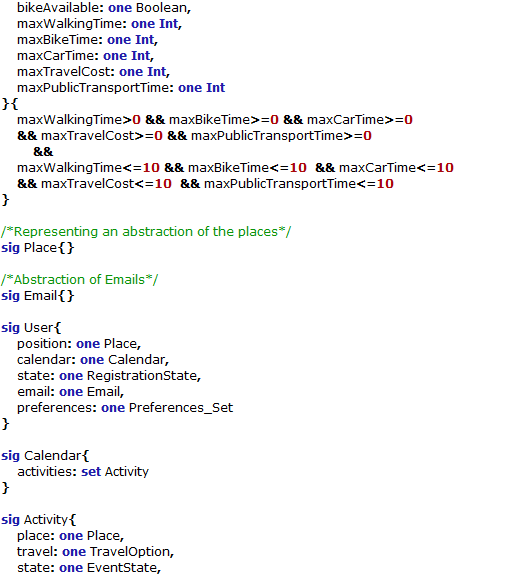 bikeAvailable: one Boolean,
maxWalkingTime: one Int,
maxBikeTime: one Int,
maxCarTime: one Int,
maxTravelCost: one Int,
maxPublicTransportTime: one Int
}{
maxWalkingTime>0 && maxBikeTime>=0 && maxCarTime>=0
&& maxTravelCost>=0 && maxPublicTransportTime>=0
&&
maxWalkingTime<=10 && maxBikeTime<=10 && maxCarTime<=10
&& maxTravelCost<=10 && maxPublicTransportTime<=10
}
/*Representing an abstraction of the places*/
sig Place{}
/*Abstraction of Emails*/
sig Email{}
sig User{
position: one Place,
calendar: one Calendar,
state: one RegistrationState,
email: one Email,
preferences: one Preferences_Set
}
sig Calendar{
activities: set Activity
}
sig Activity{
place: one Place,
travel: one TravelOption,
state: one EventState,